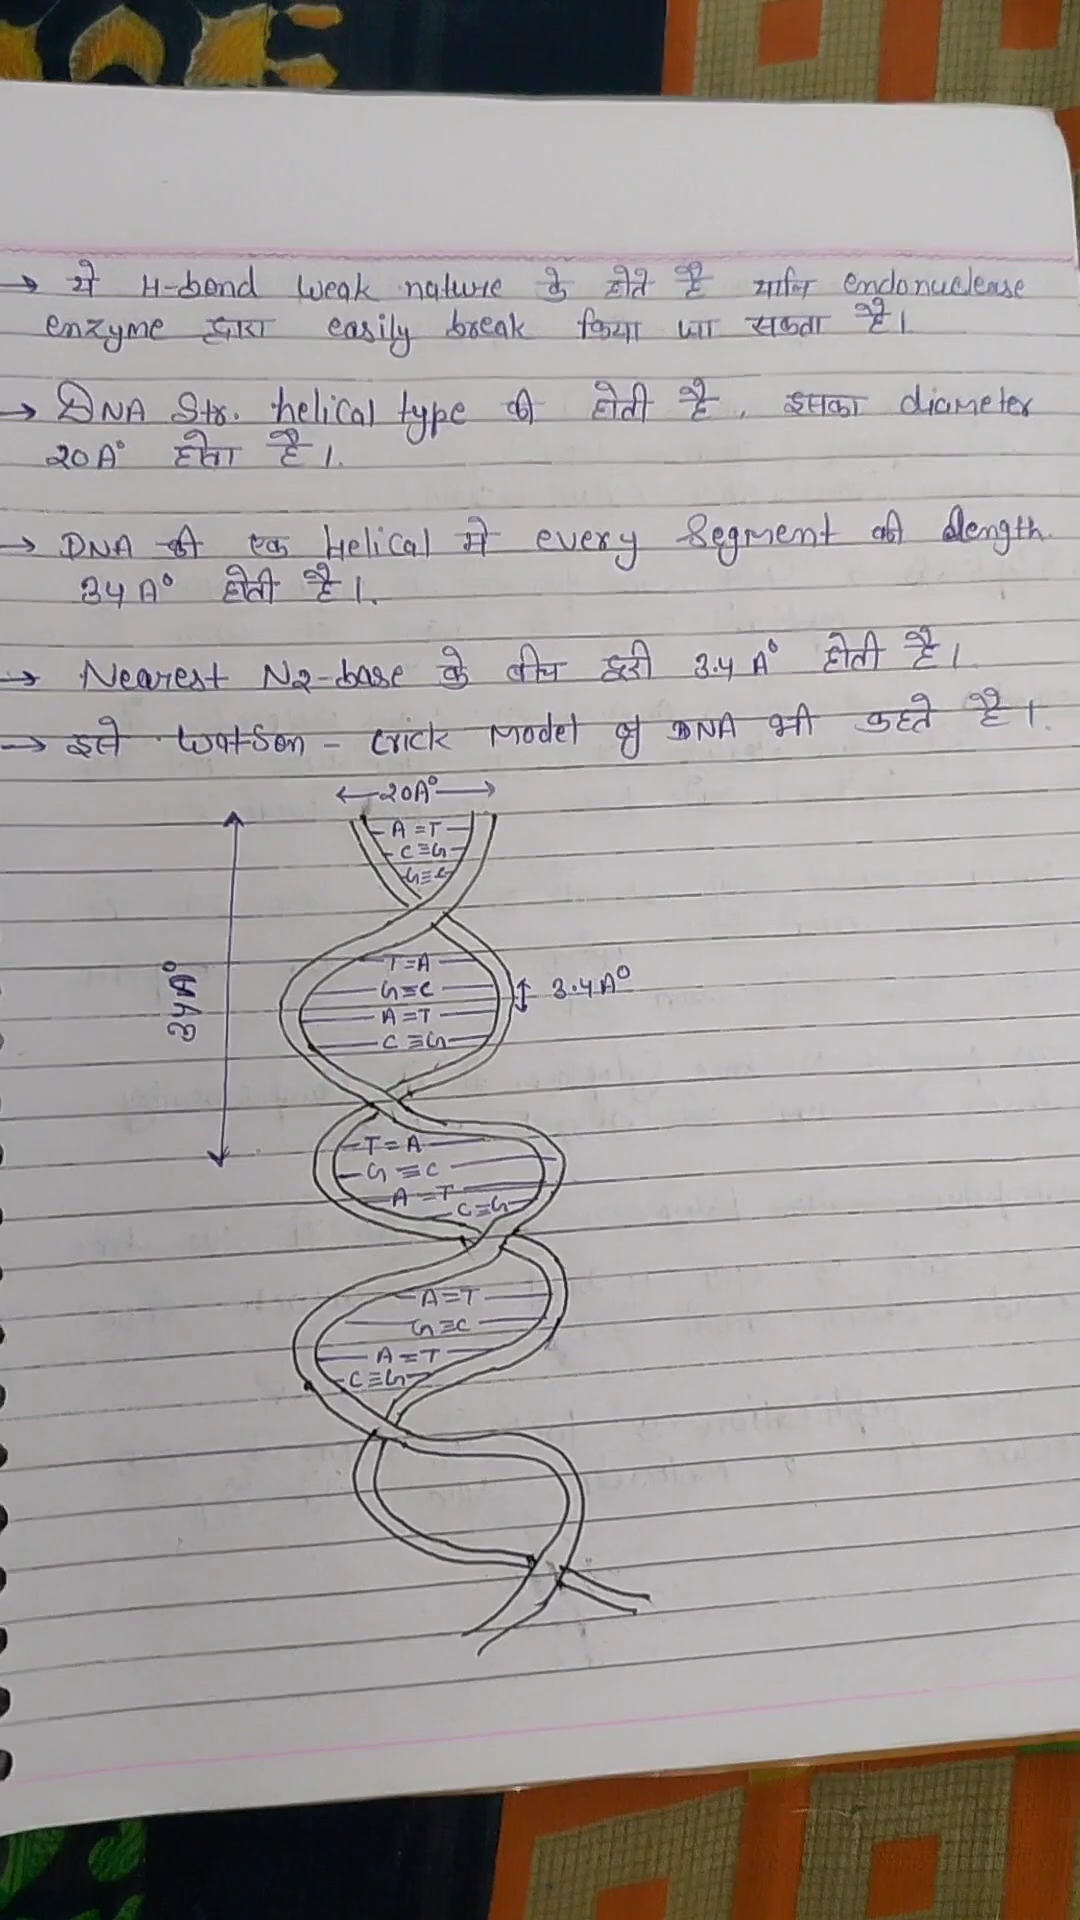 → ये H-bond weak nature के होते है यानि endonuclease
enzyme द्वारा easily break किया जा सकता है।
→ DNA Str. helical type की होती है, इसका diameter
20A° होता है।
→ DNA की एक Helical मे every Segment की length
34A° होती है।
→ Nearest N2-base के बीच दूरी 3.4 A° होती है।
→ इसे Watson - Crick Model of DNA भी कहते है।
20A°
A=T
C≡G
G≡C
T=A
G≡C
A=T
C≡G
3.4A°
34A°
T=A
G≡C
A=T
C≡G
A=T
G≡C
A=T
C≡G